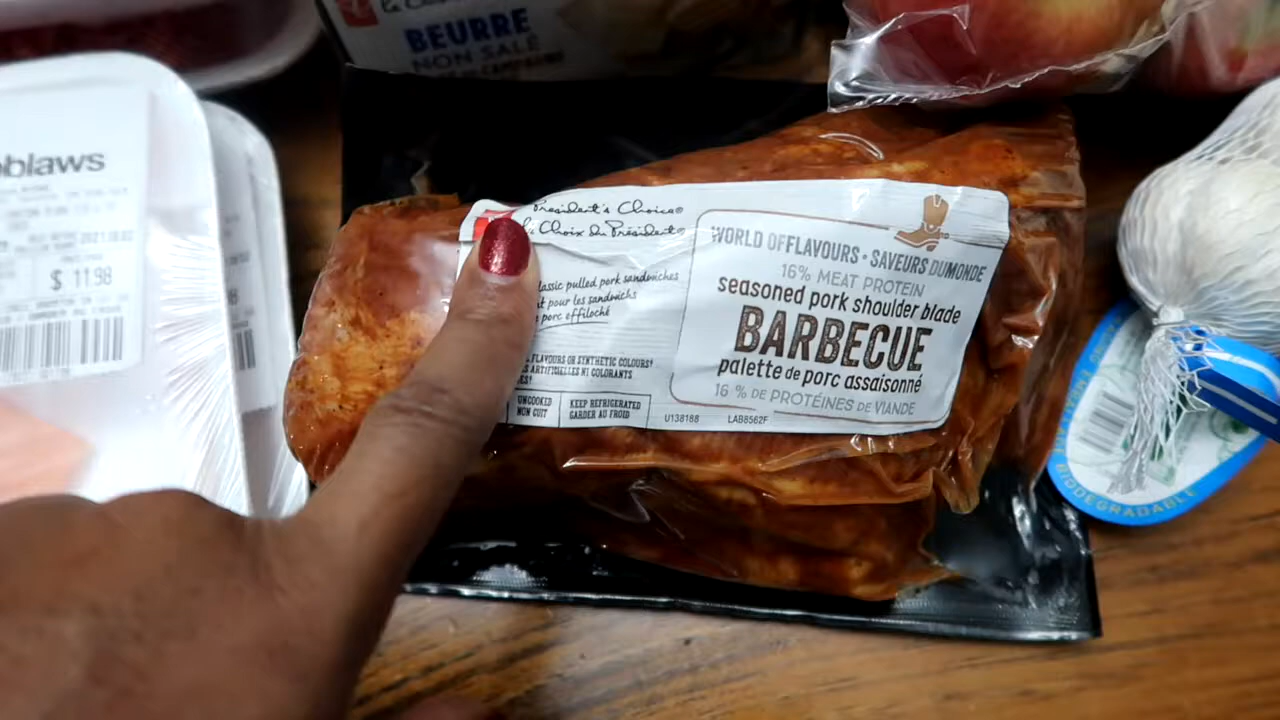 BEURRE
NON SALÉ
oblaws
$ 11.98
President's Choice®
le Choix du Président®
WORLD OF FLAVOURS • SAVEURS DU MONDE
16% MEAT PROTEIN
seasoned pork shoulder blade
BARBECUE
palette de porc assaisonné
16 % DE PROTÉINES DE VIANDE
lassic pulled pork sandwiches
t pour les sandwichs
e porc effiloché
FLAVOURS OR SYNTHETIC COLOURS†
S ARTIFICIELLES NI COLORANTS
ES†
UNCOOKED
NON CUIT
KEEP REFRIGERATED
GARDER AU FROID
U138168 LAB8562F
BIODEGRADABLE